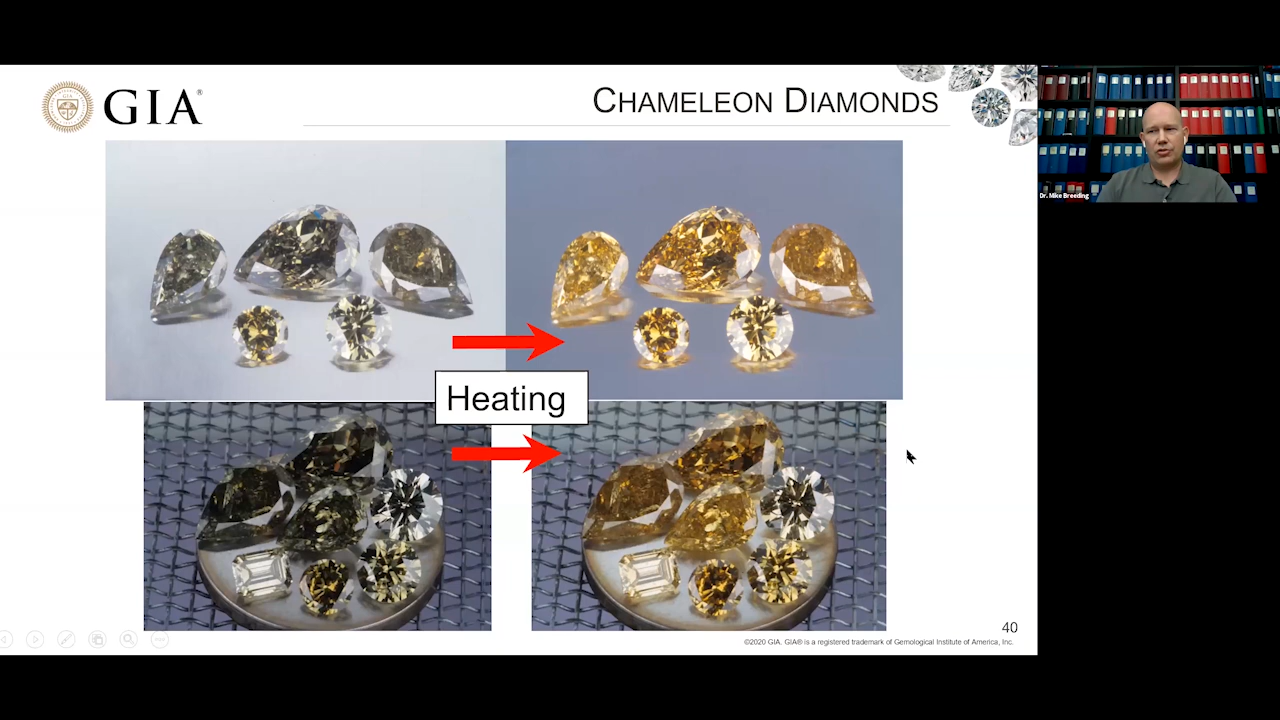 GIA®
CHAMELEON DIAMONDS
Dr. Mike Breeding
Heating
40
©2020 GIA. GIA® is a registered trademark of Gemological Institute of America, Inc.